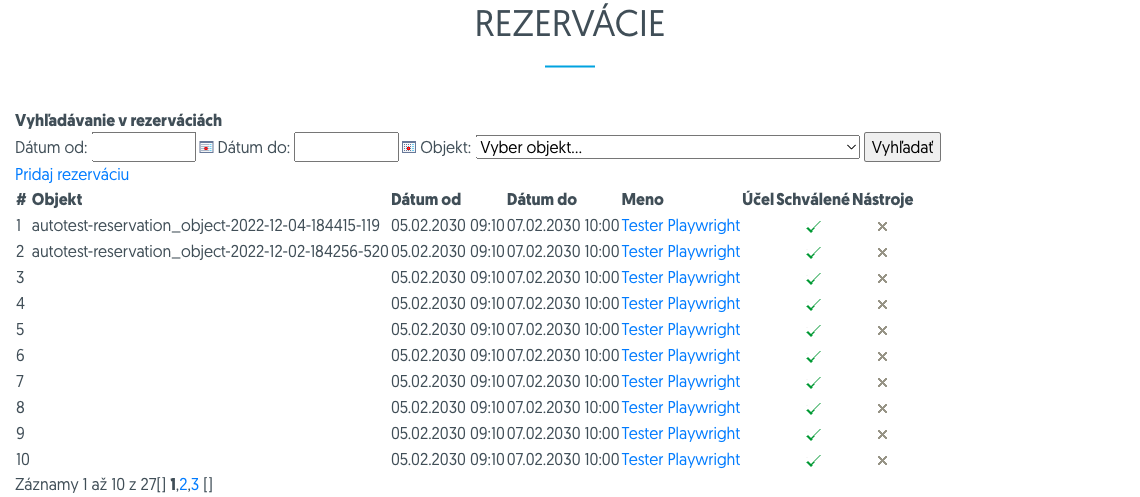 REZERVÁCIE
Vyhľadávanie v rezerváciách
Dátum od: Dátum do: Objekt: Vyber objekt... Vyhľadať
Pridaj rezerváciu
# Objekt Dátum od Dátum do Meno Účel Schválené Nástroje
1 autotest-reservation_object-2022-12-04-184415-119 05.02.2030 09:10 07.02.2030 10:00 Tester Playwright
2 autotest-reservation_object-2022-12-02-184256-520 05.02.2030 09:10 07.02.2030 10:00 Tester Playwright
3 05.02.2030 09:10 07.02.2030 10:00 Tester Playwright
4 05.02.2030 09:10 07.02.2030 10:00 Tester Playwright
5 05.02.2030 09:10 07.02.2030 10:00 Tester Playwright
6 05.02.2030 09:10 07.02.2030 10:00 Tester Playwright
7 05.02.2030 09:10 07.02.2030 10:00 Tester Playwright
8 05.02.2030 09:10 07.02.2030 10:00 Tester Playwright
9 05.02.2030 09:10 07.02.2030 10:00 Tester Playwright
10 05.02.2030 09:10 07.02.2030 10:00 Tester Playwright
Záznamy 1 až 10 z 27[] 1,2,3 []